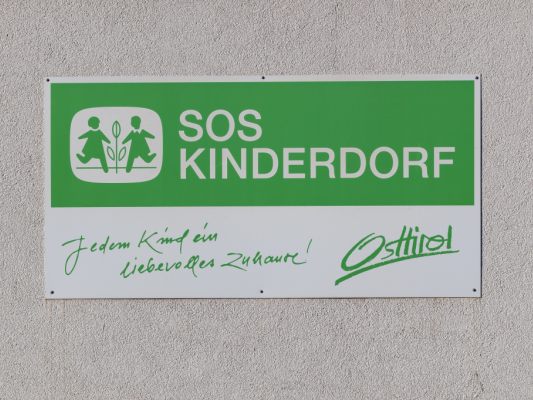 SOS
KINDERDORF
Jedem Kind ein
liebevolles Zuhause!
Osttirol